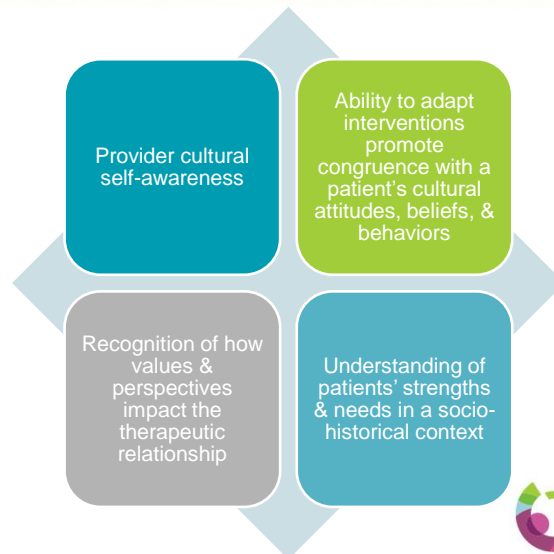 Provider cultural
self-awareness
Ability to adapt
interventions
promote
congruence with a
patient's cultural
attitudes, beliefs, &
behaviors
Recognition of how
values &
perspectives
impact the
therapeutic
relationship
Understanding of
patients' strengths
& needs in a socio-
historical context